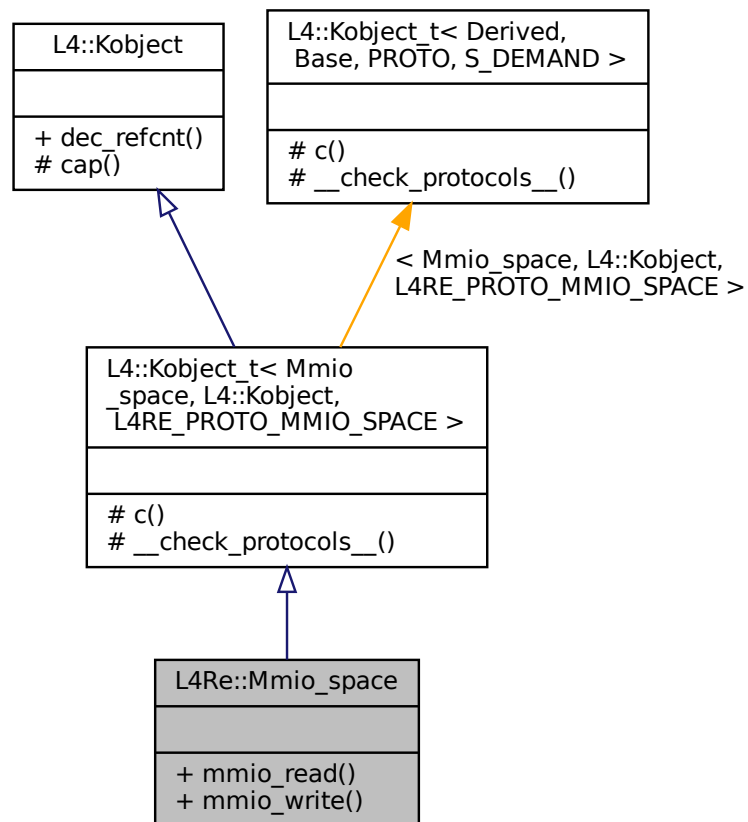 L4::Kobject
+ dec_refcnt()
# cap()
L4::Kobject_t< Derived,
Base, PROTO, S_DEMAND >
# c()
# __check_protocols__()
< Mmio_space, L4::Kobject,
L4RE_PROTO_MMIO_SPACE >
L4::Kobject_t< Mmio
_space, L4::Kobject,
L4RE_PROTO_MMIO_SPACE >
# c()
# __check_protocols__()
L4Re::Mmio_space
+ mmio_read()
+ mmio_write()